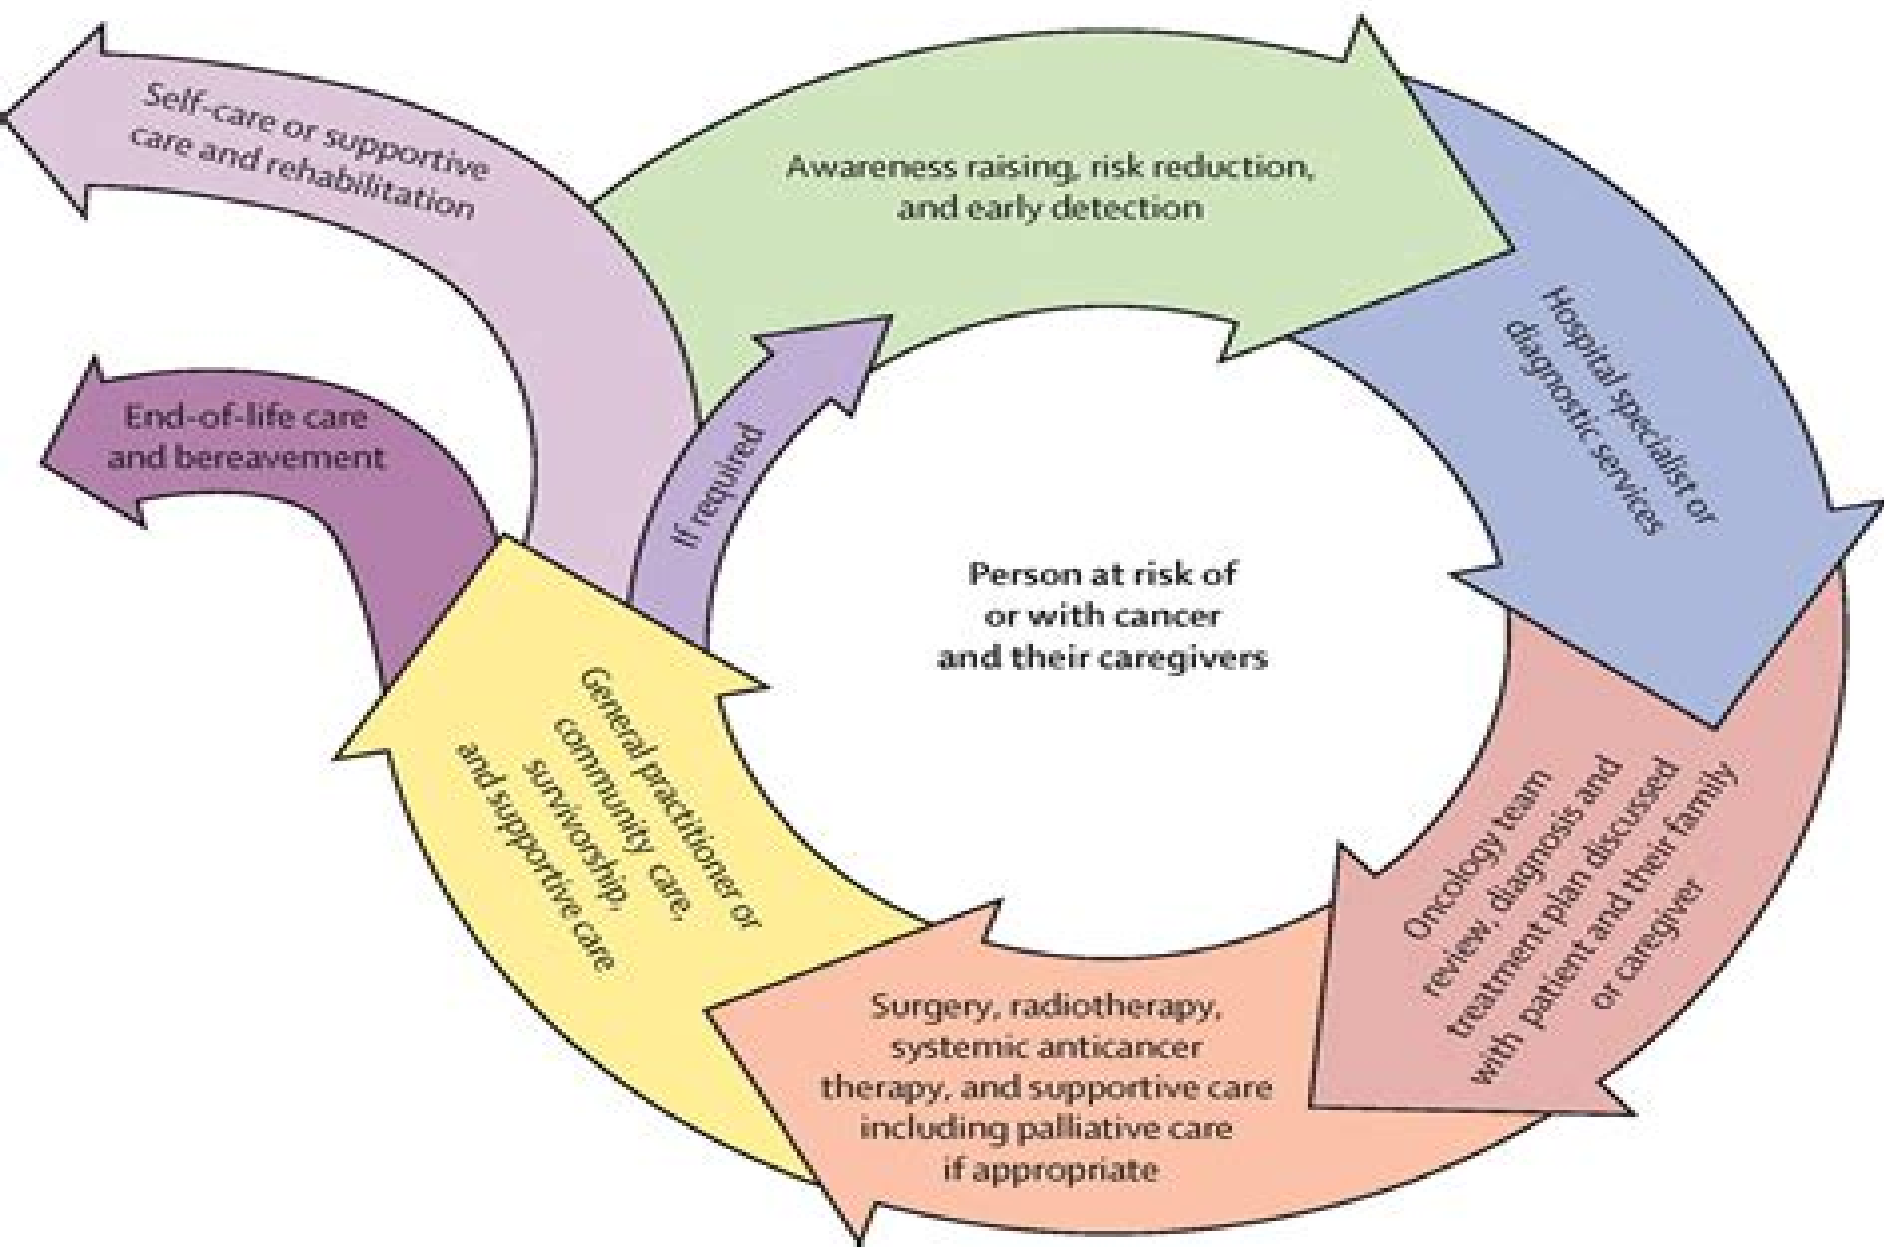 Self-care or supportive
care and rehabilitation
End-of-life care
and bereavement
Awareness raising, risk reduction,
and early detection
Hospital specialist or
diagnostic services
If required
Person at risk of
or with cancer
and their caregivers
Oncology team
review, diagnosis and
treatment plan discussed
with patient and their family
or caregiver
Surgery, radiotherapy,
systemic anticancer
therapy, and supportive care
including palliative care
if appropriate
General practitioner or
community care,
survivorship,
and supportive care